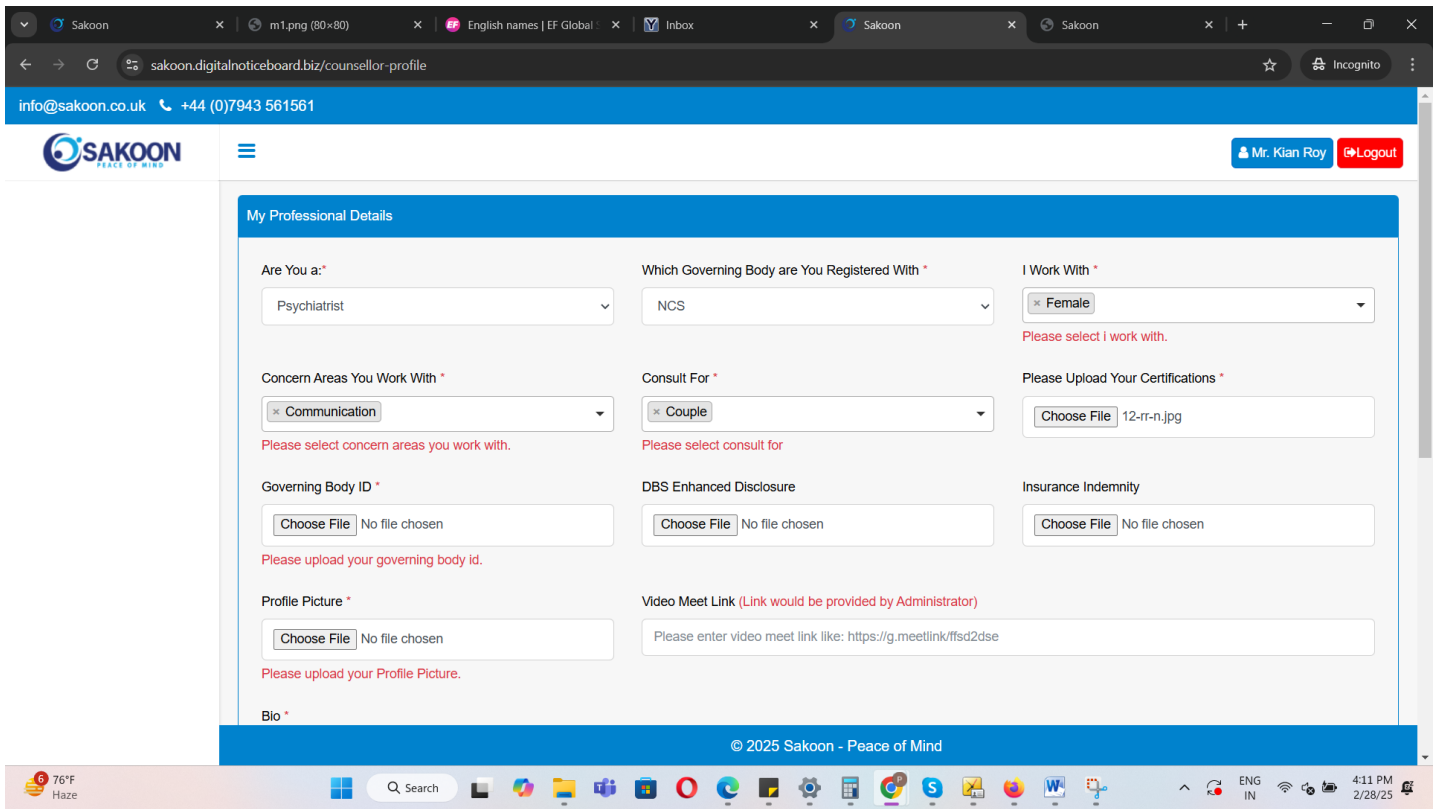 Sakoon
m1.png (80×80)
English names | EF Global
Inbox
Sakoon
Sakoon
sakoon.digitalnoticeboard.biz/counsellor-profile
Incognito
info@sakoon.co.uk +44 (0)7943 561561
SAKOON
PEACE OF MIND
Mr. Kian Roy
Logout
My Professional Details
Are You a:*
Which Governing Body are You Registered With *
I Work With *
Psychiatrist
NCS
× Female
Please select i work with.
Concern Areas You Work With *
Consult For *
Please Upload Your Certifications *
× Communication
× Couple
Choose File 12-rr-n.jpg
Please select concern areas you work with.
Please select consult for
Governing Body ID *
DBS Enhanced Disclosure
Insurance Indemnity
Choose File No file chosen
Choose File No file chosen
Choose File No file chosen
Please upload your governing body id.
Profile Picture *
Video Meet Link (Link would be provided by Administrator)
Choose File No file chosen
Please enter video meet link like: https://g.meetlink/ffsd2dse
Please upload your Profile Picture.
Bio *
© 2025 Sakoon - Peace of Mind
6
76°F
Haze
Search
ENG
IN
4:11 PM
2/28/25